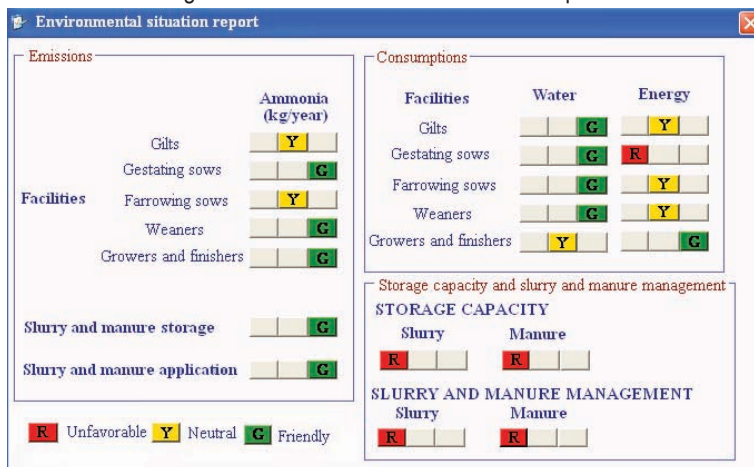 Environmental situation report
Emissions
Ammonia
(kg/year)
Gilts Y
Gestating sows G
Facilities Farrowing sows Y
Weaners G
Growers and finishers G
Slurry and manure storage G
Slurry and manure application G
R Unfavorable Y Neutral G Friendly
Consumptions
Facilities Water Energy
Gilts G Y
Gestating sows G R
Farrowing sows G Y
Weaners G Y
Growers and finishers Y G
Storage capacity and slurry and manure management
STORAGE CAPACITY
Slurry Manure
R R
SLURRY AND MANURE MANAGEMENT
Slurry Manure
R R